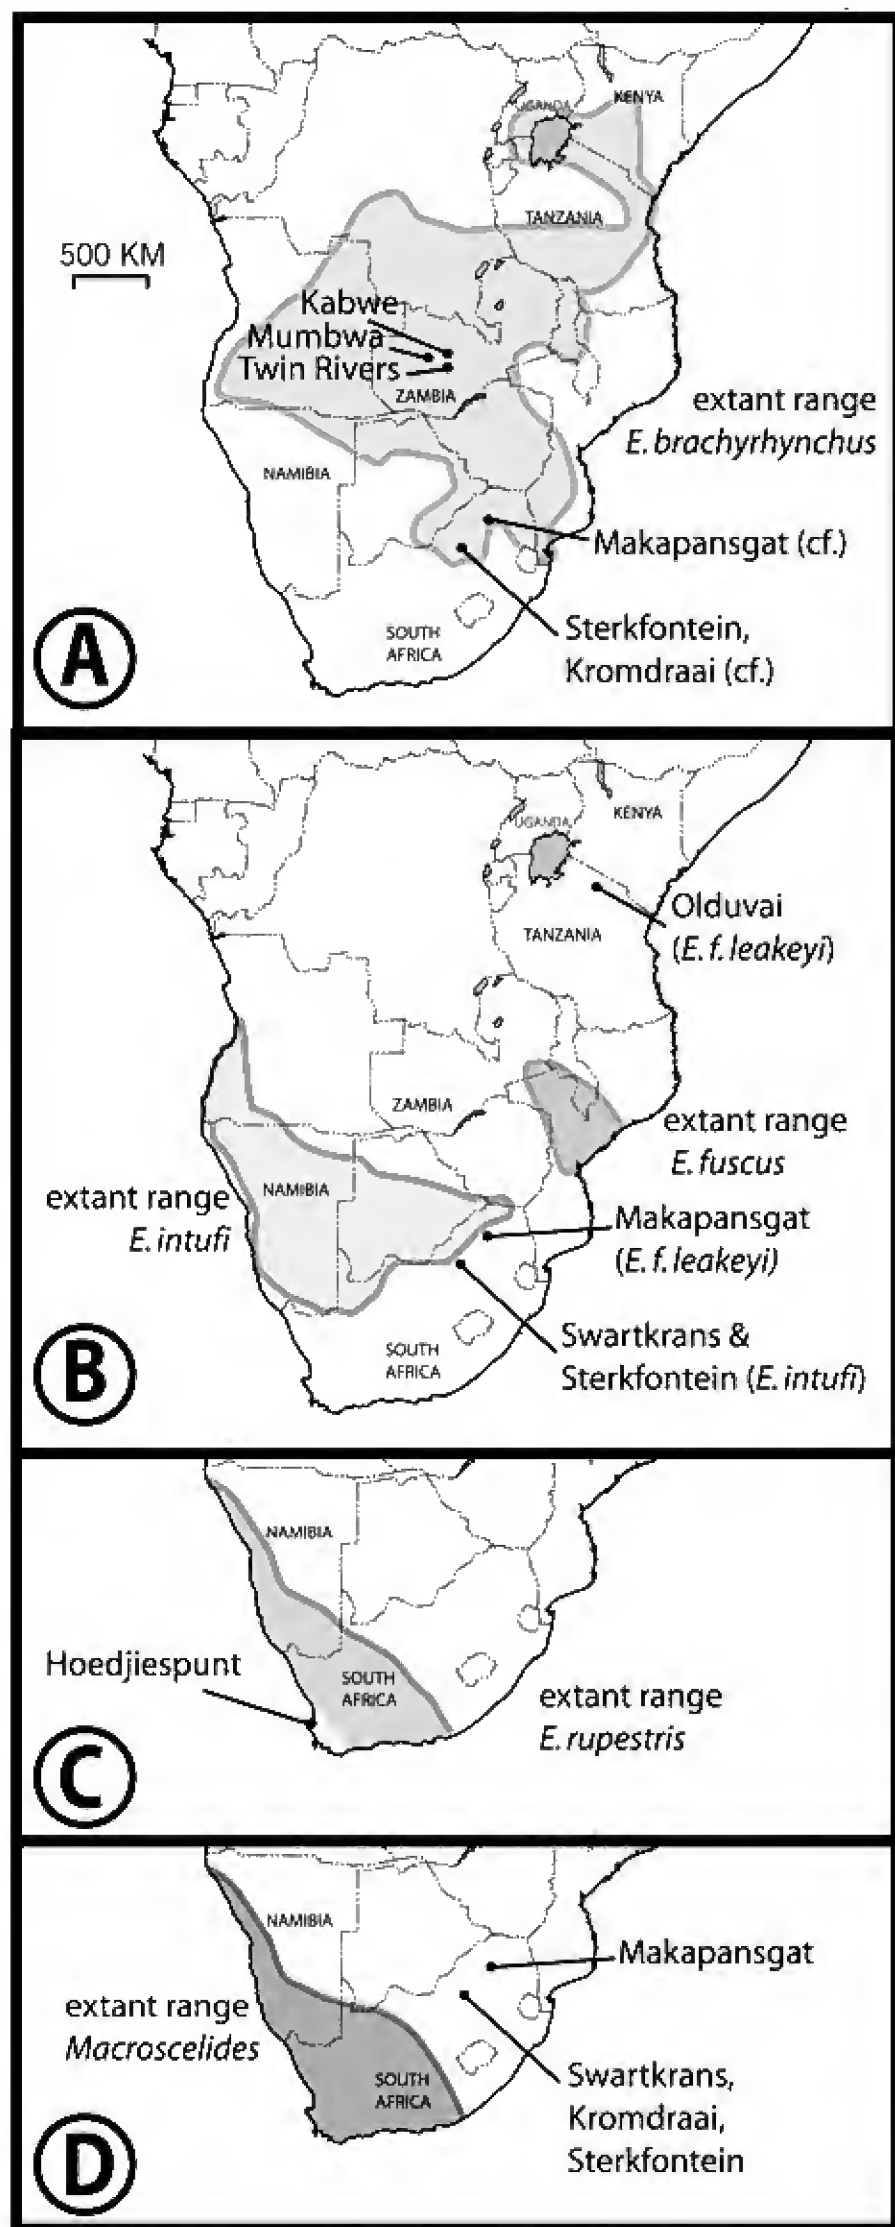 UGANDA
KENYA
TANZANIA
500 KM
Kabwe
Mumbwa
Twin Rivers
ZAMBIA
extant range
E. brachyrhynchus
NAMIBIA
Makapansgat (cf.)
Sterkfontein,
Kromdraai (cf.)
SOUTH
AFRICA
A
UGANDA
KENYA
Olduvai
(E. f. leakeyi)
TANZANIA
ZAMBIA
extant range
E. fuscus
extant range
E. intufi
NAMIBIA
Makapansgat
(E. f. leakeyi)
Swartkrans &
Sterkfontein (E. intufi)
SOUTH
AFRICA
B
NAMIBIA
Hoedjiespunt
SOUTH
AFRICA
extant range
E. rupestris
C
NAMIBIA
Makapansgat
extant range
Macroscelides
SOUTH
AFRICA
Swartkrans,
Kromdraai,
Sterkfontein
D